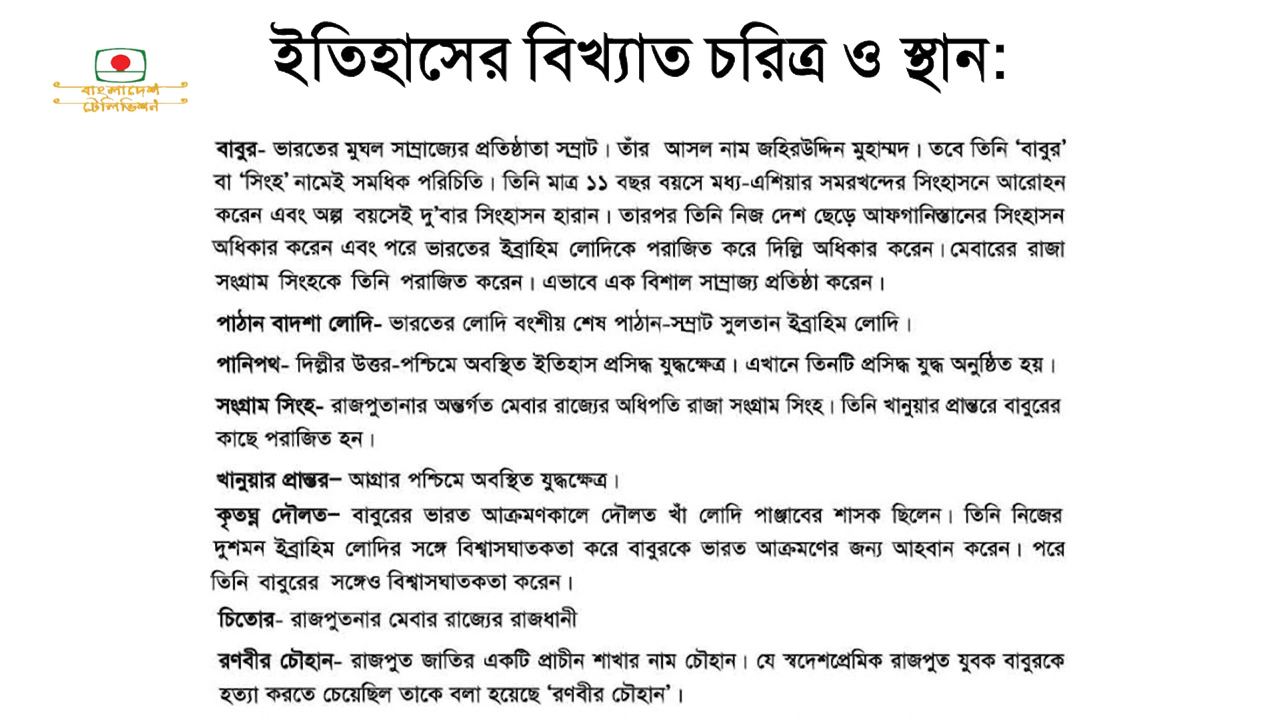 ইতিহাসের বিখ্যাত চরিত্র ও স্থান:
বাংলাদেশ
টেলিভিশন
বাবুর- ভারতের মুঘল সাম্রাজ্যের প্রতিষ্ঠাতা সম্রাট। তাঁর আসল নাম জহিরউদ্দিন মুহাম্মদ। তবে তিনি ‘বাবুর’
বা ‘সিংহ’ নামেই সমধিক পরিচিতি। তিনি মাত্র ১১ বছর বয়সে মধ্য-এশিয়ার সমরখন্দের সিংহাসনে আরোহন
করেন এবং অল্প বয়সেই দু’বার সিংহাসন হারান। তারপর তিনি নিজ দেশ ছেড়ে আফগানিস্তানের সিংহাসন
অধিকার করেন এবং পরে ভারতের ইব্রাহিম লোদিকে পরাজিত করে দিল্লি অধিকার করেন। মেবারের রাজা
সংগ্রাম সিংহকে তিনি পরাজিত করেন। এভাবে এক বিশাল সাম্রাজ্য প্রতিষ্ঠা করেন।
পাঠান বাদশা লোদি- ভারতের লোদি বংশীয় শেষ পাঠান-সম্রাট সুলতান ইব্রাহিম লোদি।
পানিপথ- দিল্লীর উত্তর-পশ্চিমে অবস্থিত ইতিহাস প্রসিদ্ধ যুদ্ধক্ষেত্র। এখানে তিনটি প্রসিদ্ধ যুদ্ধ অনুষ্ঠিত হয়।
সংগ্রাম সিংহ- রাজপুতানার অন্তর্গত মেবার রাজ্যের অধিপতি রাজা সংগ্রাম সিংহ। তিনি খানুয়ার প্রান্তরে বাবুরের
কাছে পরাজিত হন।
খানুয়ার প্রান্তর– আগ্রার পশ্চিমে অবস্থিত যুদ্ধক্ষেত্র।
কৃতঘ্ন দৌলত– বাবুরের ভারত আক্রমণকালে দৌলত খাঁ লোদি পাঞ্জাবের শাসক ছিলেন। তিনি নিজের
দুশমন ইব্রাহিম লোদির সঙ্গে বিশ্বাসঘাতকতা করে বাবুরকে ভারত আক্রমণের জন্য আহবান করেন। পরে
তিনি বাবুরের সঙ্গেও বিশ্বাসঘাতকতা করেন।
চিতোর- রাজপুতনার মেবার রাজ্যের রাজধানী
রণবীর চৌহান- রাজপুত জাতির একটি প্রাচীন শাখার নাম চৌহান। যে স্বদেশপ্রেমিক রাজপুত যুবক বাবুরকে
হত্যা করতে চেয়েছিল তাকে বলা হয়েছে ‘রণবীর চৌহান’।